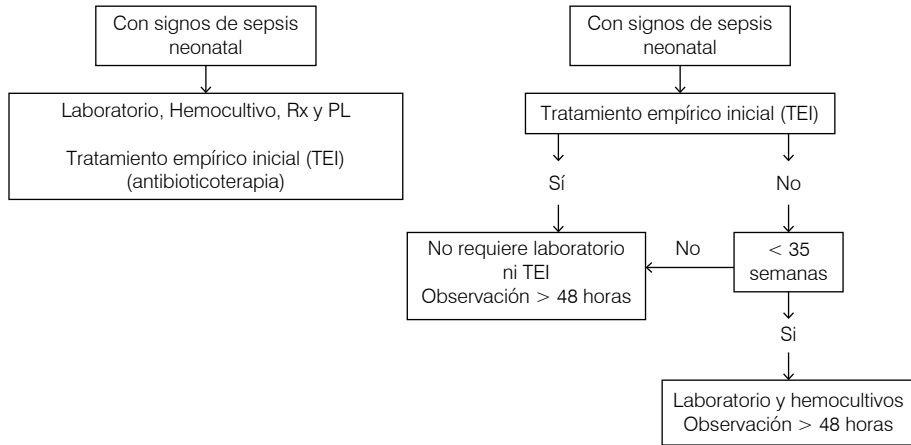 Con signos de sepsis
neonatal
Laboratorio, Hemocultivo, Rx y PL
Tratamiento empírico inicial (TEI)
(antibioticoterapia)
Con signos de sepsis
neonatal
Tratamiento empírico inicial (TEI)
Sí
No
No requiere laboratorio
ni TEI
Observación > 48 horas
No
< 35
semanas
Si
Laboratorio y hemocultivos
Observación > 48 horas